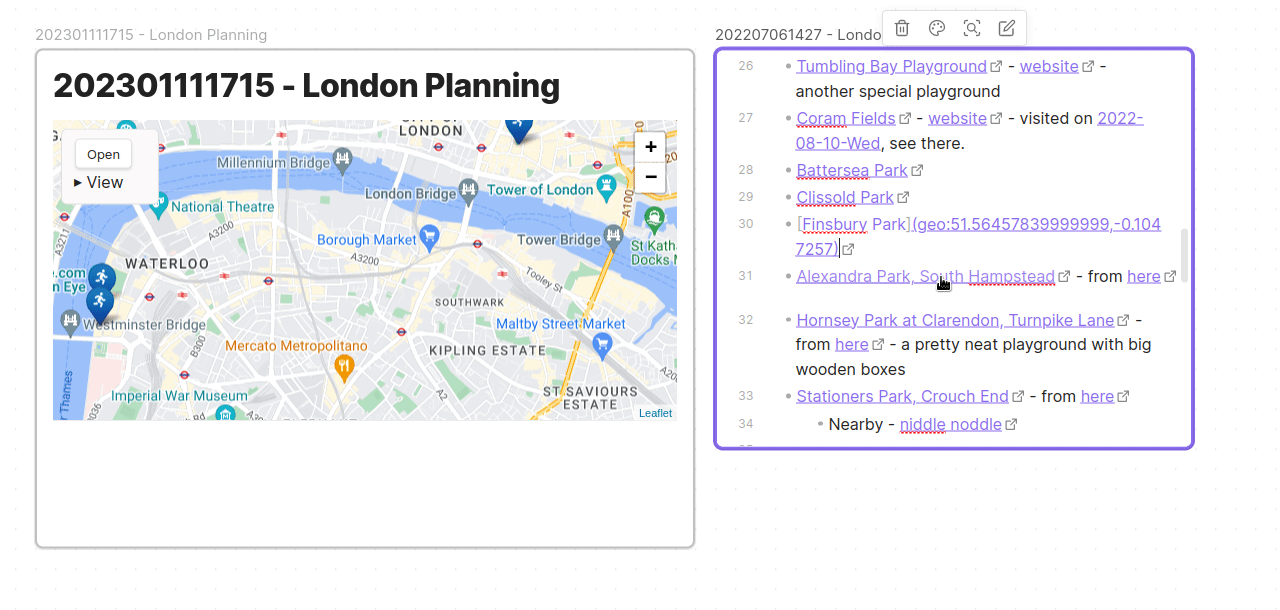 202301111715 - London Planning
202301111715 - London Planning
CITY OF
LONDON
Open
View
Millennium Bridge
London Bridge
Tower of London
A100
National Theatre
A3200
A3211
Borough Market
Tower Bridge
St Kath
Docks M
WATERLOO
A3200
.com
n Eye
Tooley St
SOUTHWARK
Westminster Bridge
Maltby Street Market
B300
Mercato Metropolitano
KIPLING ESTATE
Thames
Imperial War Museum
ST SAVIOURS
ESTATE
A20
3036
Leaflet
+
−
202207061427 - Londo
26 • Tumbling Bay Playground - website -
another special playground
27 • Coram Fields - website - visited on 2022-
08-10-Wed, see there.
28 • Battersea Park
29 • Clissold Park
30 • [Finsbury Park](geo:51.56457839999999,-0.104
7257)
31 • Alexandra Park, South Hampstead - from here
32 • Hornsey Park at Clarendon, Turnpike Lane -
from here - a pretty neat playground with big
wooden boxes
33 • Stationers Park, Crouch End - from here
34 • Nearby - niddle noddle